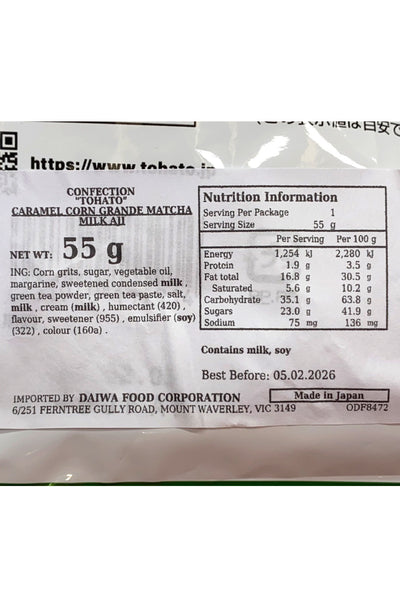 https://www.tohato.jp
CONFECTION
"TOHATO"
CARAMEL CORN GRANDE MATCHA
MILK AJI
NET WT: 55 g
ING: Corn grits, sugar, vegetable oil,
margarine, sweetened condensed milk ,
green tea powder, green tea paste, salt,
milk , cream (milk) , humectant (420) ,
flavour, sweetener (955) , emulsifier (soy)
(322) , colour (160a) .
Nutrition Information
Serving Per Package 1
Serving Size 55 g
Per Serving Per 100 g
Energy 1,254 kJ 2,280 kJ
Protein 1.9 g 3.5 g
Fat total 16.8 g 30.5 g
Saturated 5.6 g 10.2 g
Carbohydrate 35.1 g 63.8 g
Sugars 23.0 g 41.9 g
Sodium 75 mg 136 mg
Contains milk, soy
Best Before: 05.02.2026
IMPORTED BY DAIWA FOOD CORPORATION
Made in Japan
6/251 FERNTREE GULLY ROAD, MOUNT WAVERLEY, VIC 3149
ODF8472